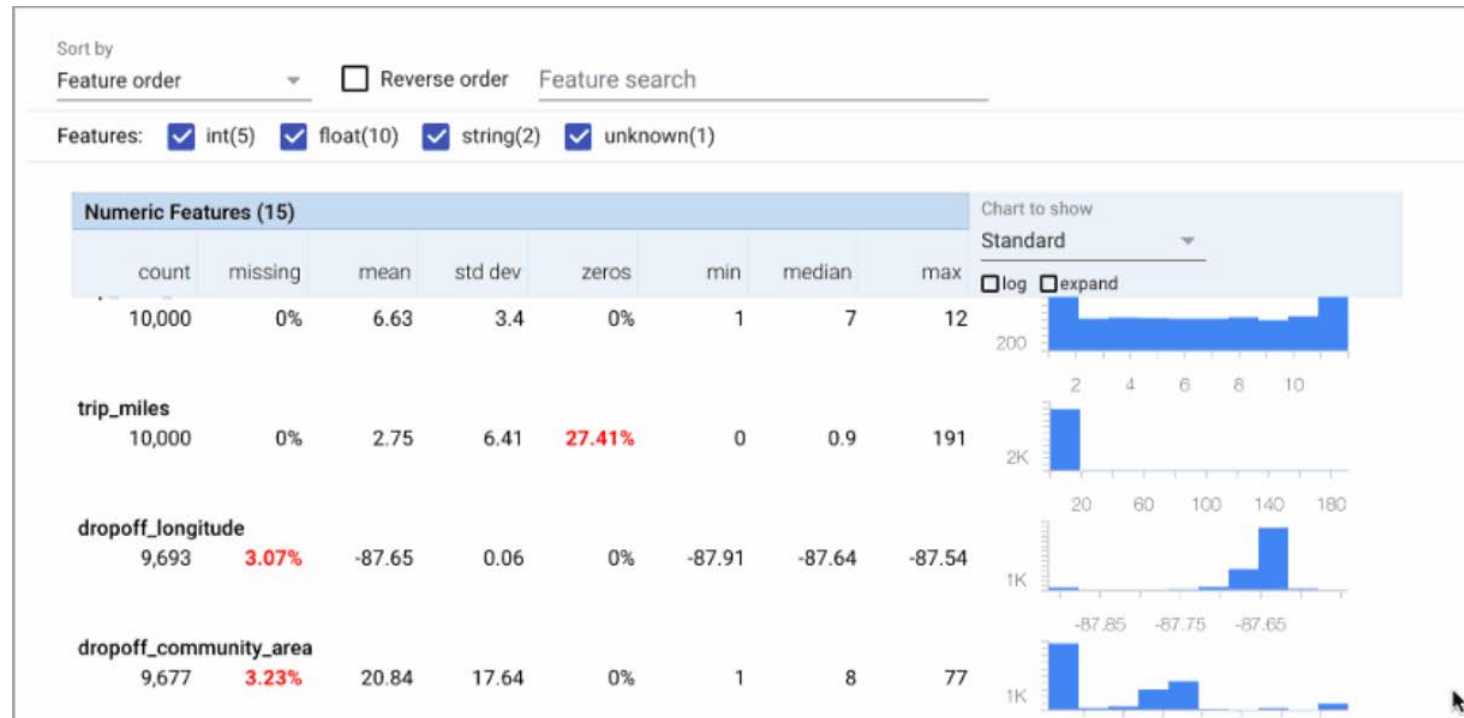 Sort by
Feature order Reverse order Feature search
Features: int(5) float(10) string(2) unknown(1)
Numeric Features (15) Chart to show
Standard
count missing mean std dev zeros min median max
log expand
10,000 0% 6.63 3.4 0% 1 7 12
200
2 4 6 8 10
trip_miles
10,000 0% 2.75 6.41 27.41% 0 0.9 191
2K
20 60 100 140 180
dropoff_longitude
9,693 3.07% -87.65 0.06 0% -87.91 -87.64 -87.54
1K
-87.85 -87.75 -87.65
dropoff_community_area
9,677 3.23% 20.84 17.64 0% 1 8 77
1K